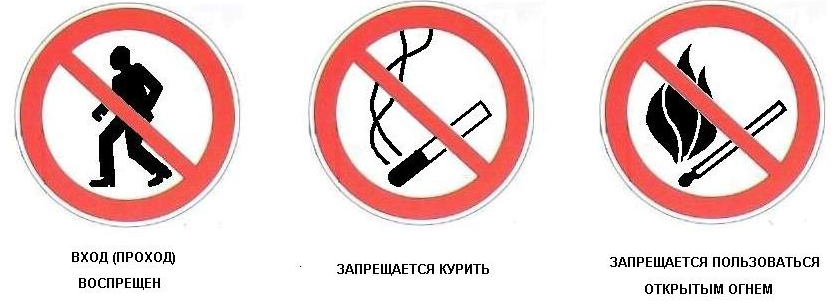 ВХОД (ПРОХОД)
ВОСПРЕЩЕН
ЗАПРЕЩАЕТСЯ КУРИТЬ
ЗАПРЕЩАЕТСЯ ПОЛЬЗОВАТЬСЯ
ОТКРЫТЫМ ОГНЕМ